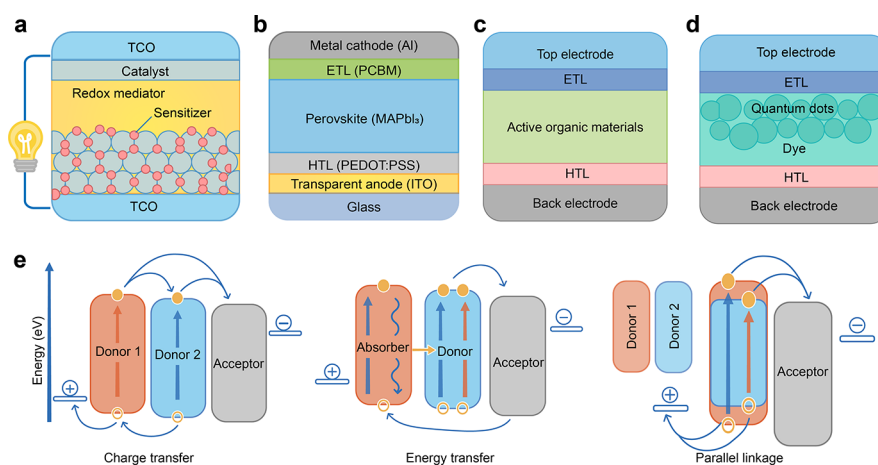 a
TCO
Catalyst
Redox mediator
Sensitizer
TCO
b
Metal cathode (Al)
ETL (PCBM)
Perovskite (MAPbI₃)
HTL (PEDOT:PSS)
Transparent anode (ITO)
Glass
c
Top electrode
ETL
Active organic materials
HTL
Back electrode
d
Top electrode
ETL
Quantum dots
Dye
HTL
Back electrode
e
Energy (eV)
Donor 1
Donor 2
Acceptor
+
−
Charge transfer
Absorber
Donor
Acceptor
+
−
Energy transfer
Donor 1
Donor 2
Acceptor
+
−
Parallel linkage